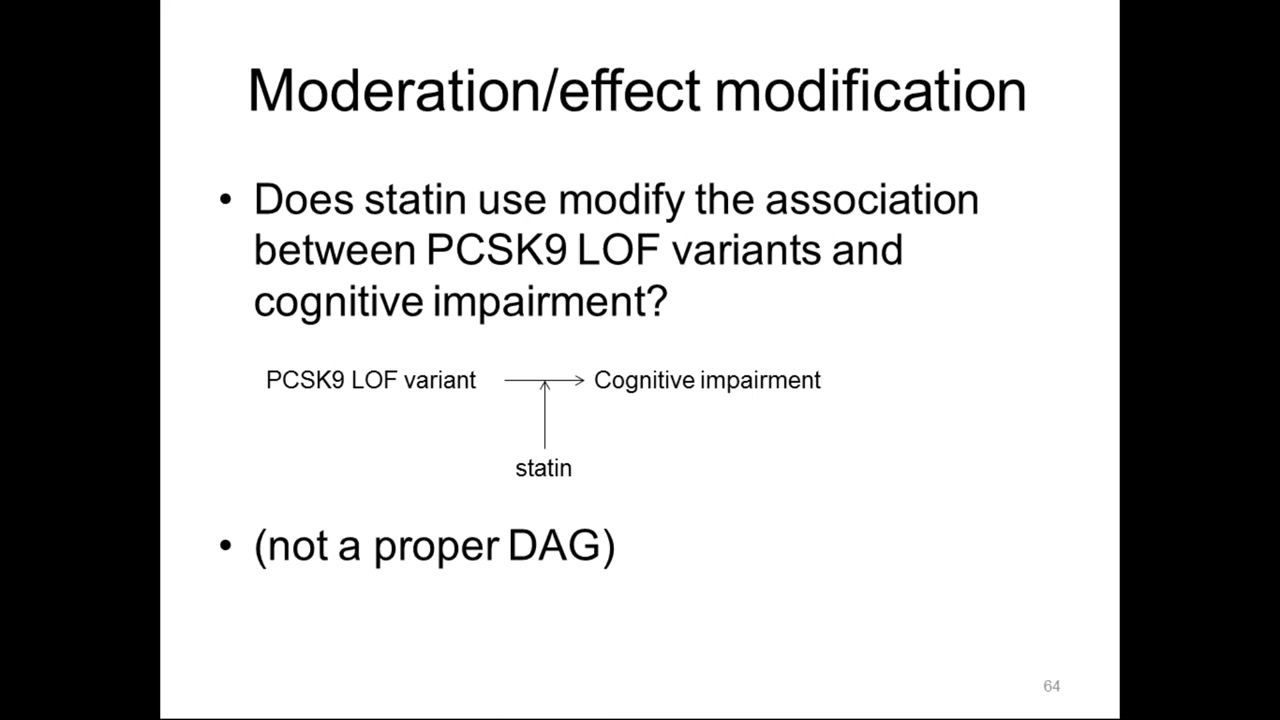 Moderation/effect modification
• Does statin use modify the association
between PCSK9 LOF variants and
cognitive impairment?
PCSK9 LOF variant Cognitive impairment
statin
• (not a proper DAG)
64